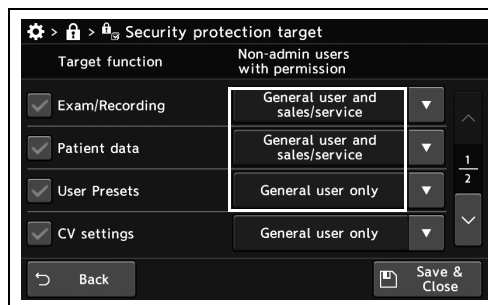 > > Security protection target
Target function
Non-admin users
with permission
Exam/Recording
General user and
sales/service
Patient data
General user and
sales/service
1
2
User Presets
General user only
CV settings
General user only
Back
Save &
Close